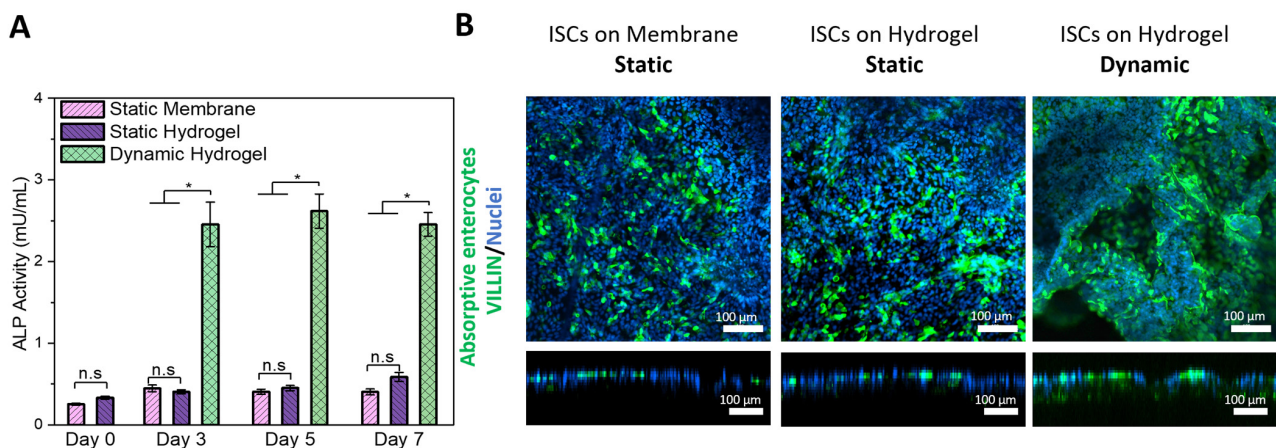 A
ALP Activity (mU/mL)
4
3
2
1
0
Static Membrane
Static Hydrogel
Dynamic Hydrogel
n.s
n.s
*
n.s
*
n.s
*
Day 0
Day 3
Day 5
Day 7
B
ISCs on Membrane
Static
ISCs on Hydrogel
Static
ISCs on Hydrogel
Dynamic
Absorptive enterocytes
VILLIN/Nuclei
100 µm
100 µm
100 µm
100 µm
100 µm
100 µm